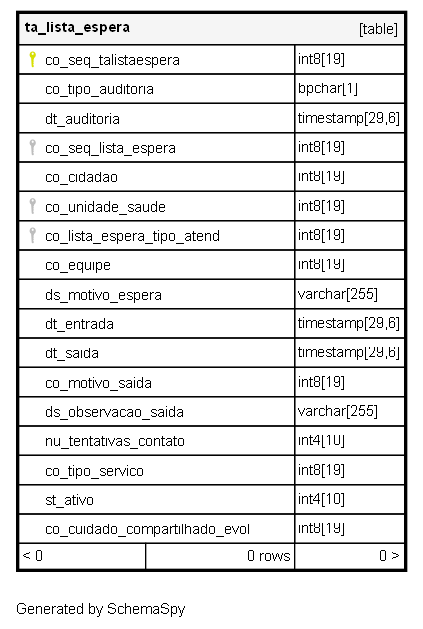 ta_lista_espera [table]
co_seq_talistaespera int8[19]
co_tipo_auditoria bpchar[1]
dt_auditoria timestamp[29,6]
co_seq_lista_espera int8[19]
co_cidadao int8[19]
co_unidade_saude int8[19]
co_lista_espera_tipo_atend int8[19]
co_equipe int8[19]
ds_motivo_espera varchar[255]
dt_entrada timestamp[29,6]
dt_saida timestamp[29,6]
co_motivo_saida int8[19]
ds_observacao_saida varchar[255]
nu_tentativas_contato int4[10]
co_tipo_servico int8[19]
st_ativo int4[10]
co_cuidado_compartilhado_evol int8[19]
< 0 0 rows 0 >
Generated by SchemaSpy